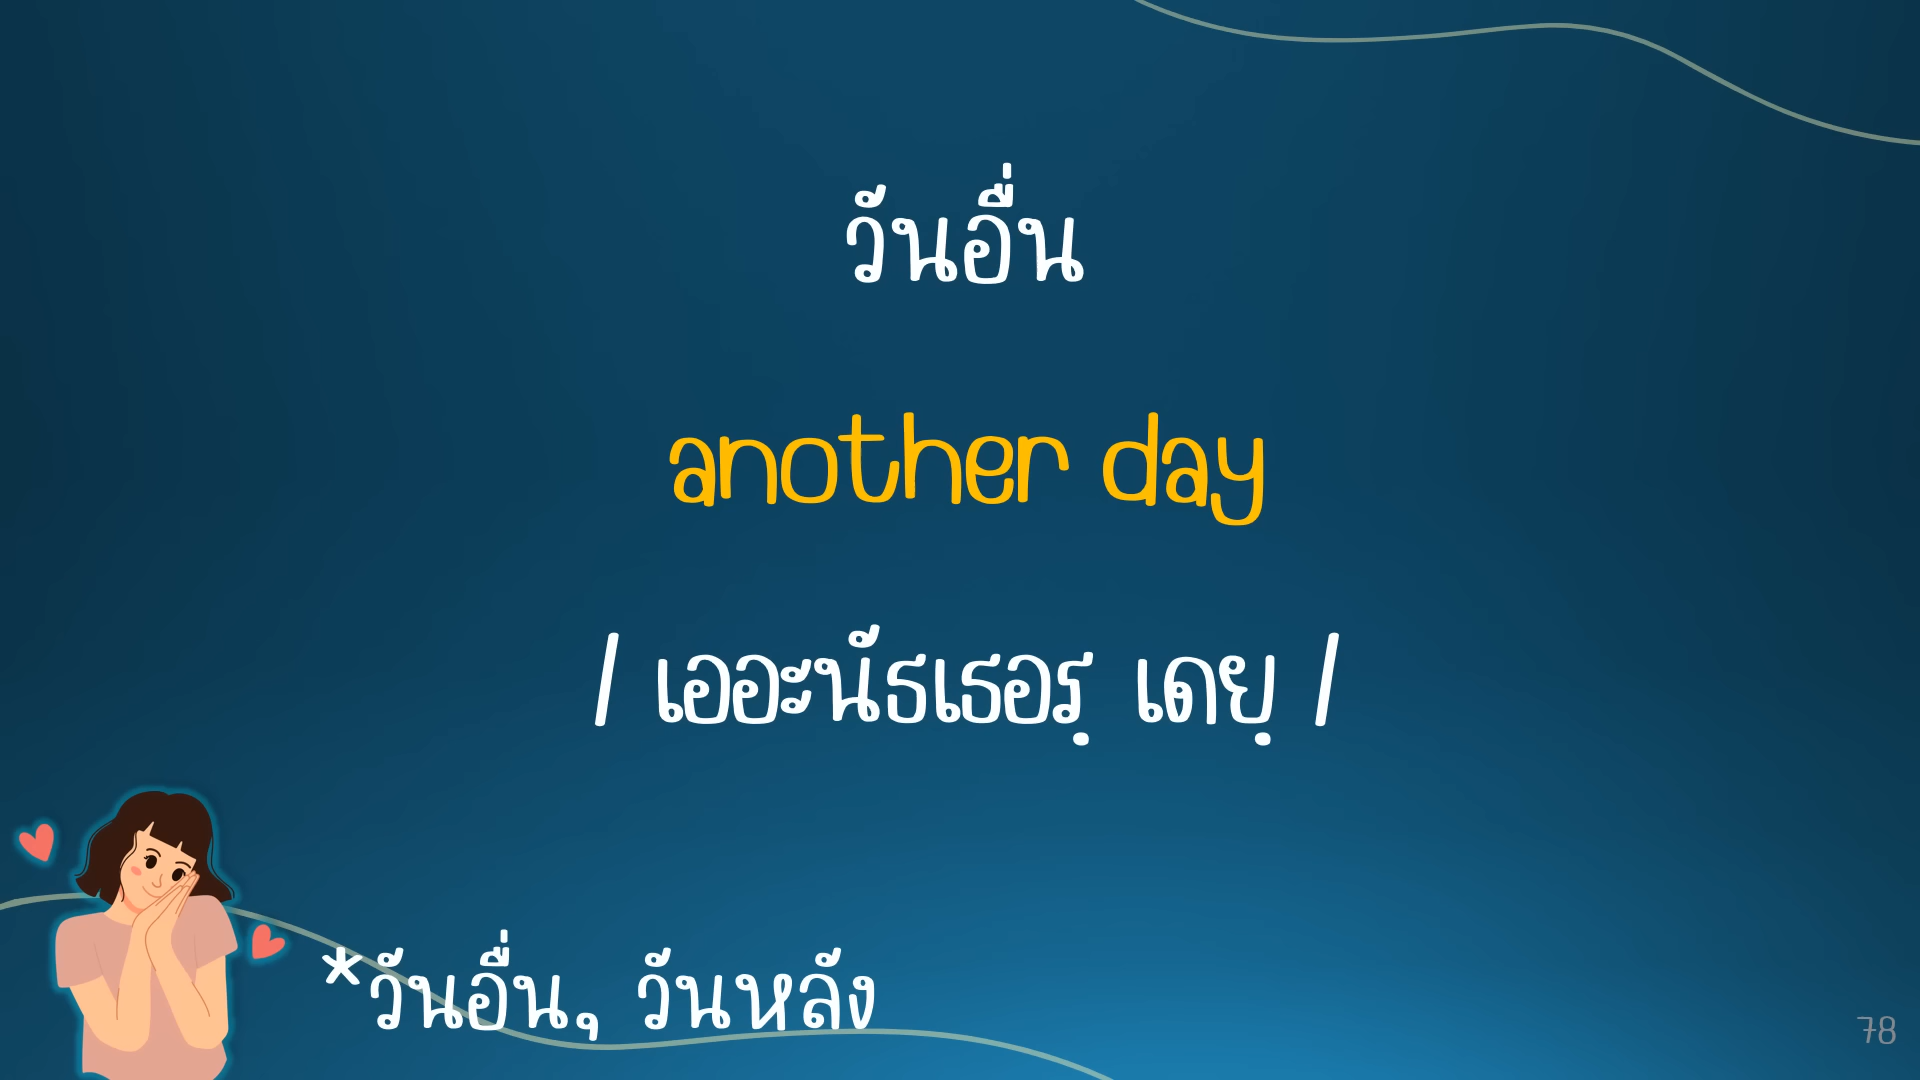 วันอื่น
another day
/ เออะนัธเธอรฺ เดยฺ /
*วันอื่น, วันหลัง
78